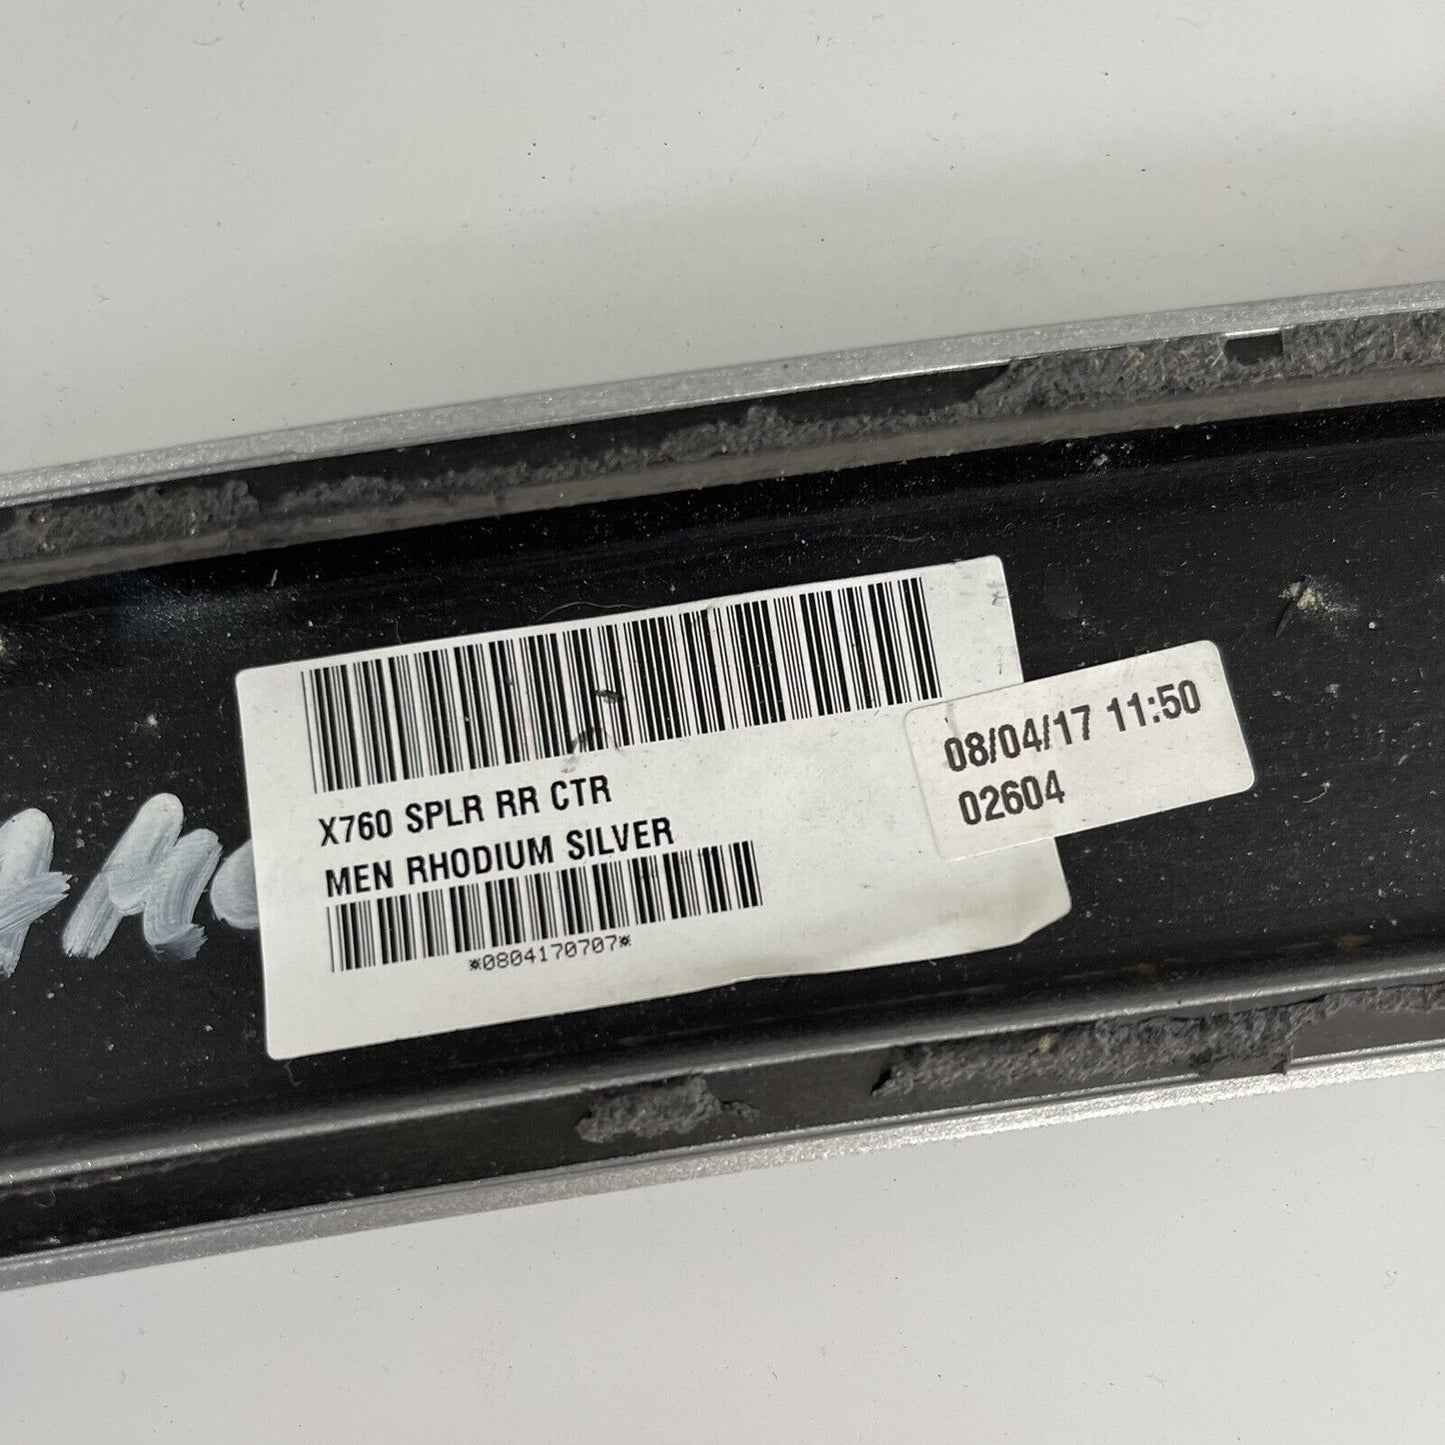 X760 SPLR RR CTR
MEN RHODIUM SILVER
*0804170707*
08/04/17 11:50
02604